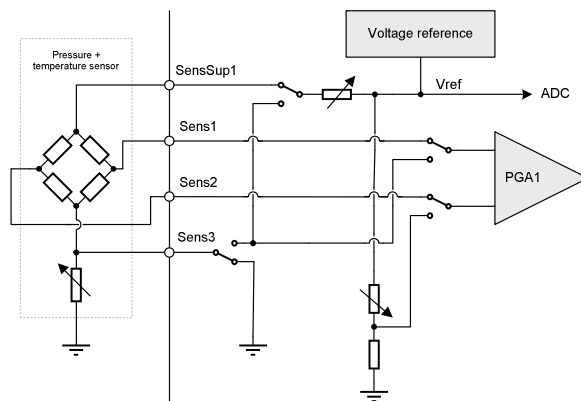 Voltage reference
Pressure +
temperature sensor
SensSup1
Vref
ADC
Sens1
PGA1
Sens2
Sens3